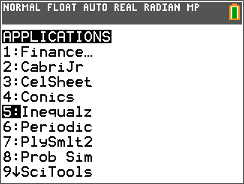 NORMAL FLOAT AUTO REAL RADIAN MP
APPLICATIONS
1:Finance…
2:CabriJr
3:CelSheet
4:Conics
5:Inequalz
6:Periodic
7:PlySmlt2
8:Prob Sim
9↓SciTools